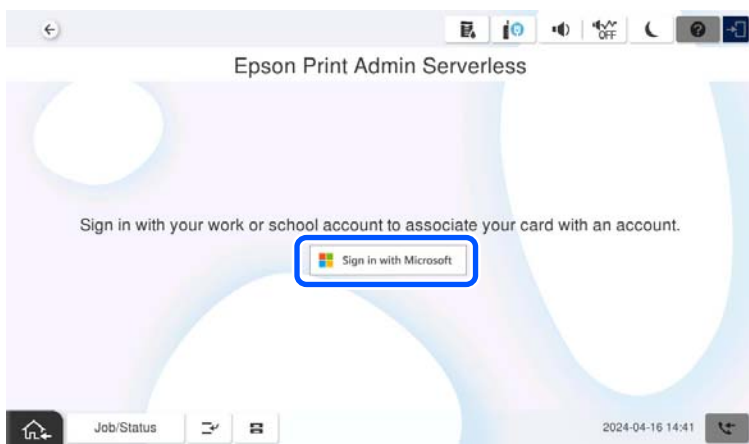 OFF
?
Epson Print Admin Serverless
Sign in with your work or school account to associate your card with an account.
Sign in with Microsoft
Job/Status
2024-04-16 14:41